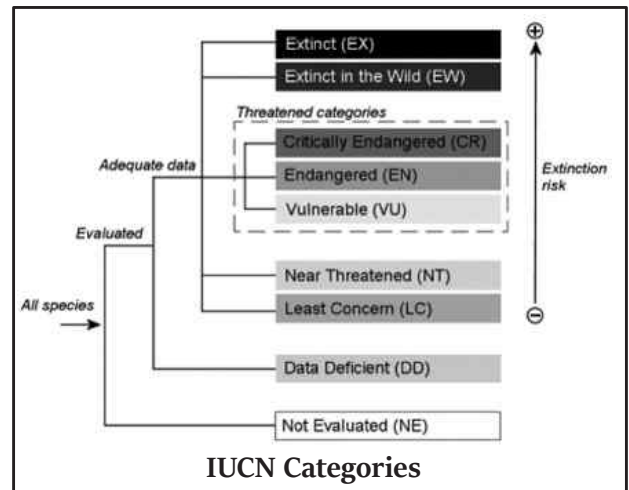 Extinct (EX)
Extinct in the Wild (EW)
Threatened categories
Critically Endangered (CR)
Adequate data
Endangered (EN)
Extinction
risk
Vulnerable (VU)
Evaluated
Near Threatened (NT)
All species
Least Concern (LC)
Data Deficient (DD)
Not Evaluated (NE)
IUCN Categories